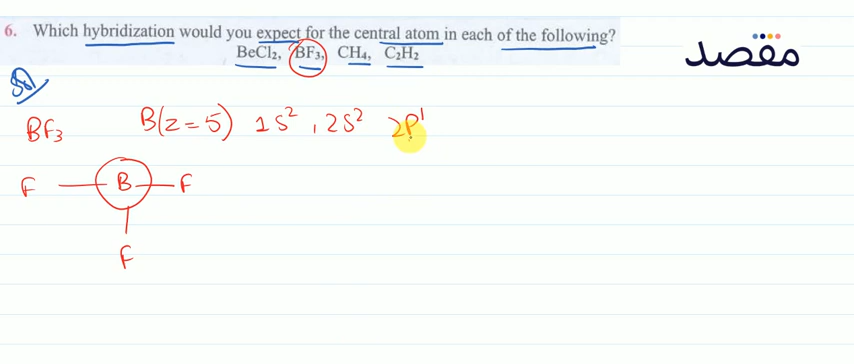 6. Which hybridization would you expect for the central atom in each of the following?
BeCl₂, BF₃, CH₄, C₂H₂
مقصد
Sol
BF₃ B(z=5) 1S², 2S² 2P¹
F B F
F